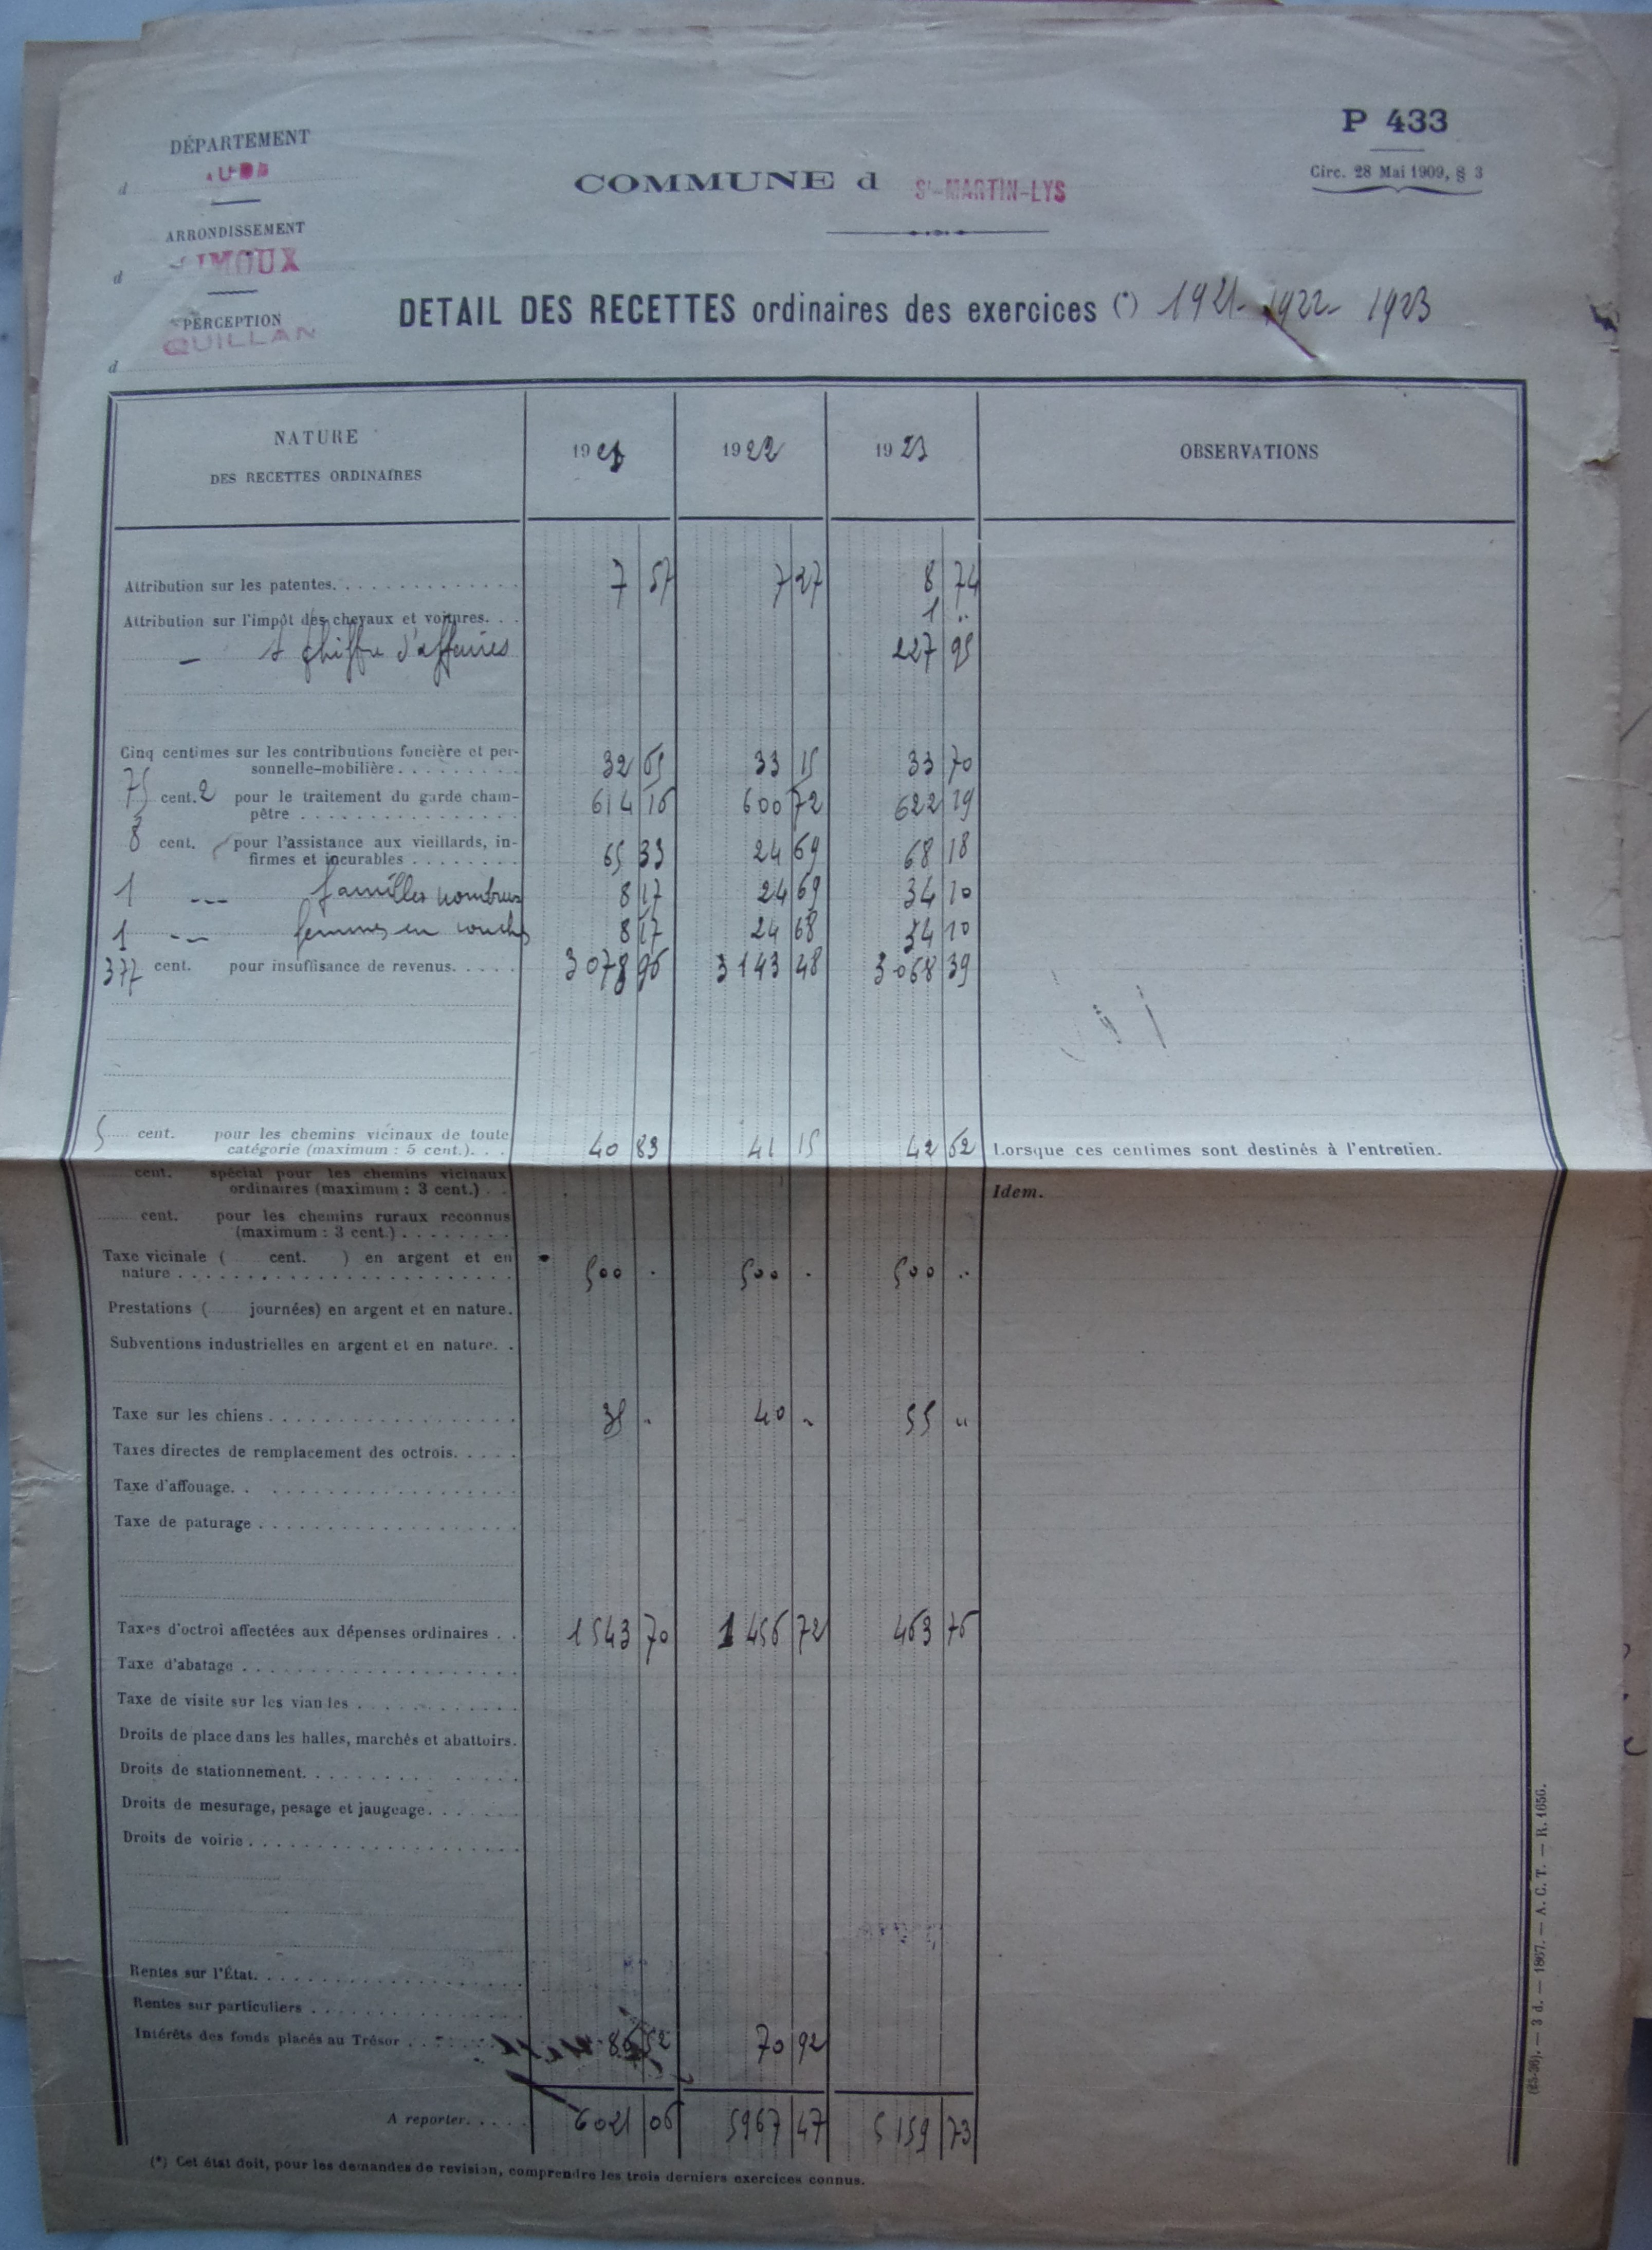 DÉPARTEMENT
d AUDE
ARRONDISSEMENT
d LIMOUX
PERCEPTION
QUILLAN
d
COMMUNE d St-MARTIN-LYS
P 433
Circ. 28 Mai 1909, § 3
DETAIL DES RECETTES ordinaires des exercices (*) 1921- 1922- 1923
NATURE
DES RECETTES ORDINAIRES
1921 1922 1923 OBSERVATIONS
Attribution sur les patentes. 7 57 7 27 8 74
Attribution sur l'impôt des chevaux et voitures. 1 "
— chiffre d'affaires 227 95
Cinq centimes sur les contributions foncière et per-
sonnelle-mobilière 32 65 33 15 33 70
75 cent. 2 pour le traitement du garde cham-
pêtre 614 16 600 72 622 19
8 cent. pour l'assistance aux vieillards, in-
firmes et incurables 65 33 24 69 68 18
1 --- familles nombreuses 8 17 24 69 34 10
1 --- femmes en couches 8 17 24 68 34 10
377 cent. pour insuffisance de revenus. 3078 96 3143 48 3068 39
5 cent. pour les chemins vicinaux de toute
catégorie (maximum : 5 cent.). 40 83 41 15 42 62 Lorsque ces centimes sont destinés à l'entretien.
cent. spécial pour les chemins vicinaux
ordinaires (maximum : 3 cent.) Idem.
cent. pour les chemins ruraux reconnus
(maximum : 3 cent.)
Taxe vicinale ( cent. ) en argent et en
nature 500 . 500 . 500 ..
Prestations ( journées) en argent et en nature.
Subventions industrielles en argent et en nature.
Taxe sur les chiens 35 " 40 " 55 "
Taxes directes de remplacement des octrois.
Taxe d'affouage.
Taxe de paturage
Taxes d'octroi affectées aux dépenses ordinaires 1543 70 1456 72 463 76
Taxe d'abatage
Taxe de visite sur les viandes
Droits de place dans les halles, marchés et abattoirs.
Droits de stationnement.
Droits de mesurage, pesage et jaugeage.
Droits de voirie
Rentes sur l'État.
Rentes sur particuliers
Intérêts des fonds placés au Trésor 86 52 70 92
A reporter. 6021 06 5967 47 5159 73
(*) Cet état doit, pour les demandes de revision, comprendre les trois derniers exercices connus.
(23-36). — 3 d. — 1867. — A. C. T. — R. 1650.